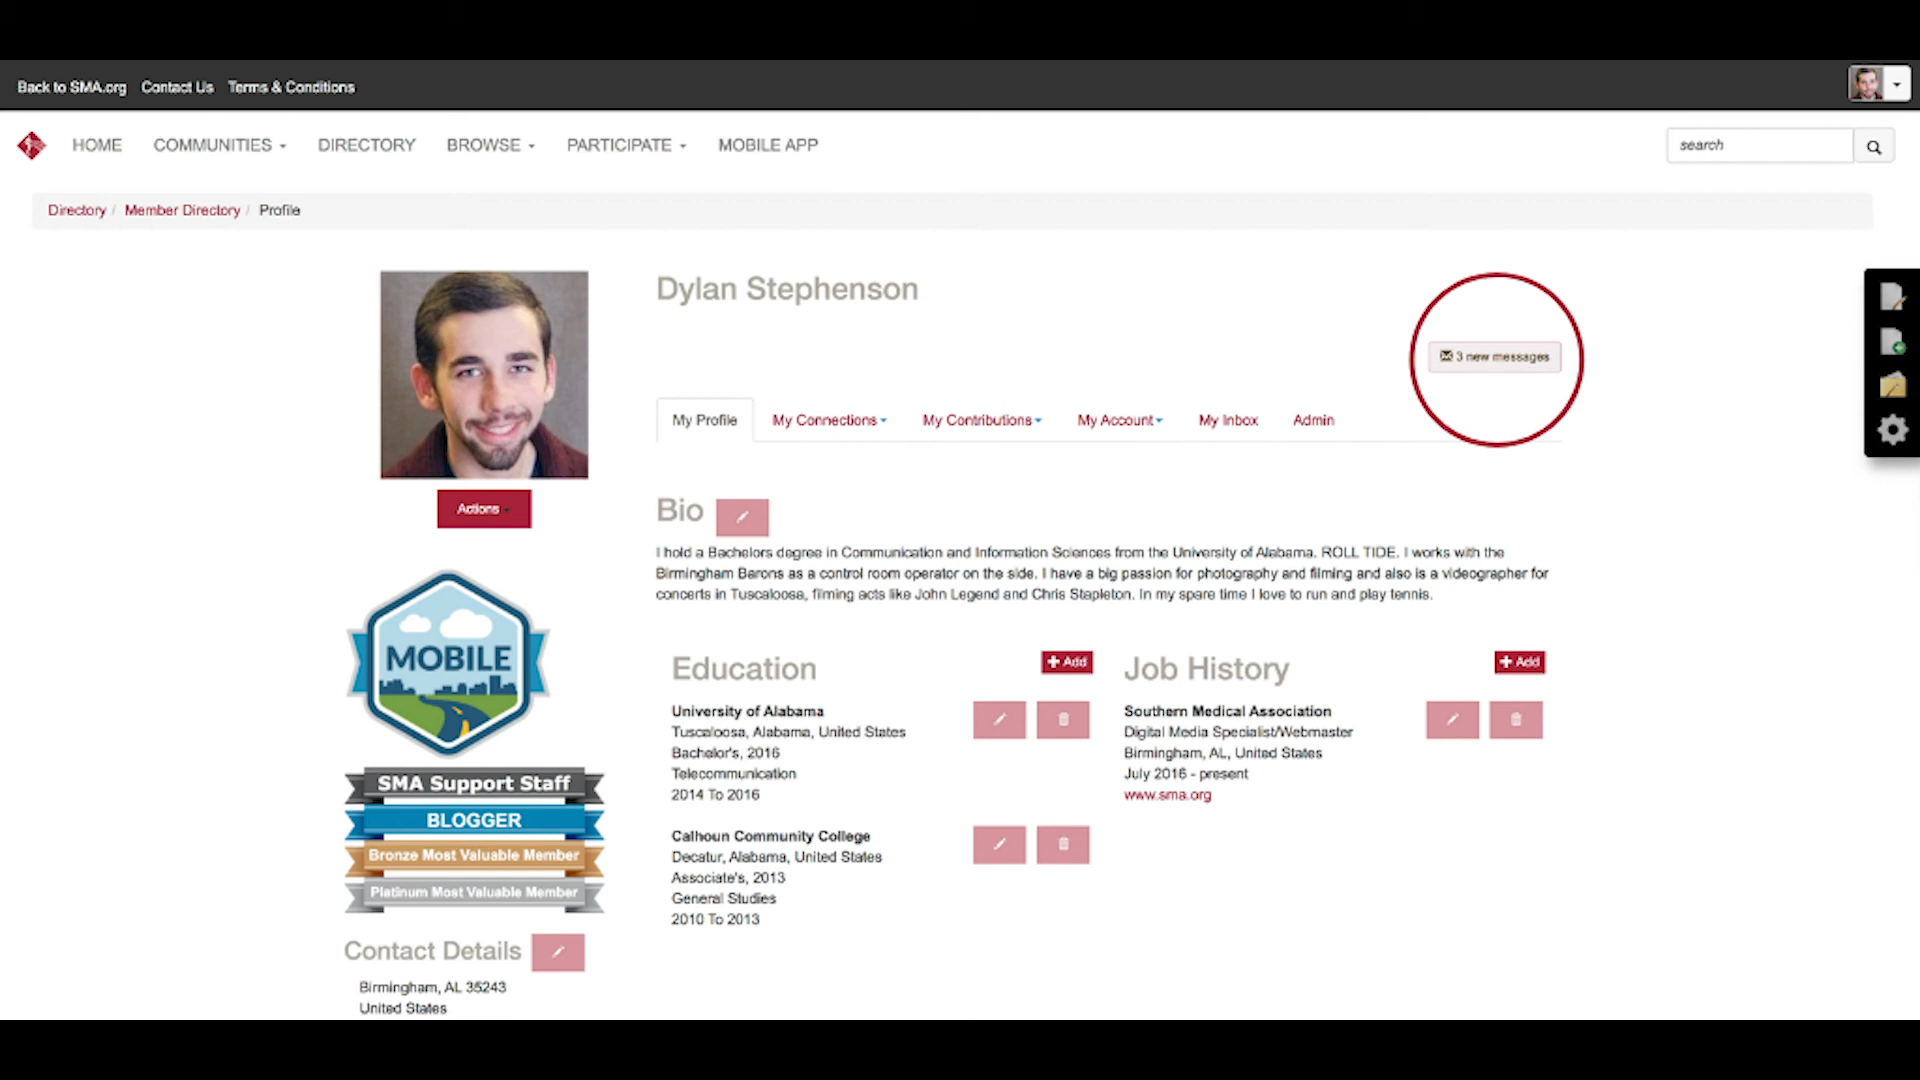 Back to SMA.org Contact Us Terms & Conditions
HOME COMMUNITIES DIRECTORY BROWSE PARTICIPATE MOBILE APP
search
Directory / Member Directory / Profile
Dylan Stephenson
3 new messages
My Profile My Connections My Contributions My Account My Inbox Admin
Actions
Bio
I hold a Bachelors degree in Communication and Information Sciences from the University of Alabama. ROLL TIDE. I works with the
Birmingham Barons as a control room operator on the side. I have a big passion for photography and filming and also is a videographer for
concerts in Tuscaloosa, filming acts like John Legend and Chris Stapleton. In my spare time I love to run and play tennis.
MOBILE
SMA Support Staff
BLOGGER
Bronze Most Valuable Member
Platinum Most Valuable Member
Contact Details
Birmingham, AL 35243
United States
Education
+ Add
University of Alabama
Tuscaloosa, Alabama, United States
Bachelor's, 2016
Telecommunication
2014 To 2016
Calhoun Community College
Decatur, Alabama, United States
Associate's, 2013
General Studies
2010 To 2013
Job History
+ Add
Southern Medical Association
Digital Media Specialist/Webmaster
Birmingham, AL, United States
July 2016 - present
www.sma.org